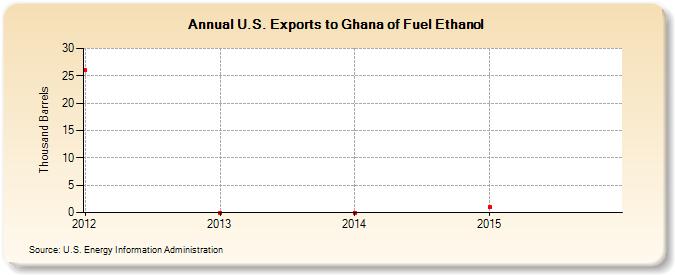 Annual U.S. Exports to Ghana of Fuel Ethanol
Thousand Barrels
30
25
20
15
10
5
0
2012 2013 2014 2015
Source: U.S. Energy Information Administration